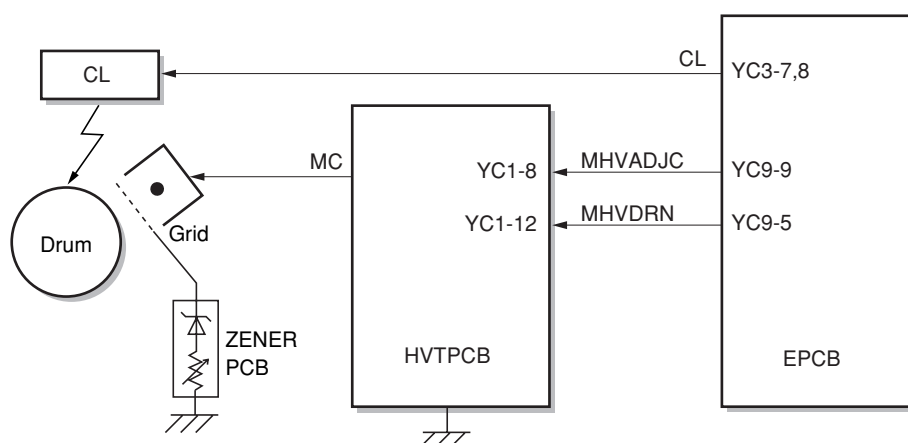 CL
CL
YC3-7,8
MC
YC1-8
MHVADJC
YC9-9
YC1-12
MHVDRN
YC9-5
Drum
Grid
ZENER
PCB
HVTPCB
EPCB